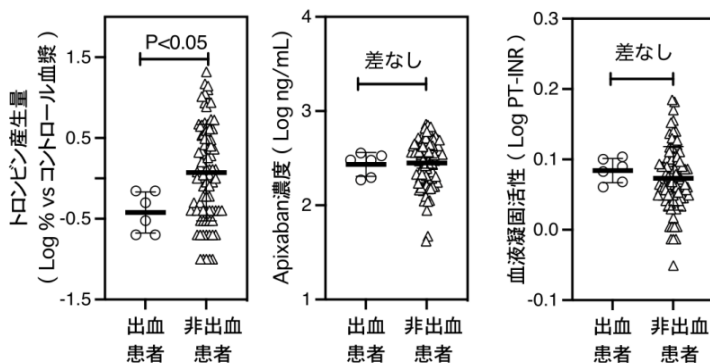 トロンビン産生量
( Log % vs コントロール血漿 )
1.5
0.5
-0.5
-1.5
P<0.05
出血
患者
非出血
患者
Apixaban濃度 ( Log ng/mL)
4
3
2
1
差なし
出血
患者
非出血
患者
血液凝固活性 ( Log PT-INR)
0.3
0.2
0.1
0.0
-0.1
差なし
出血
患者
非出血
患者